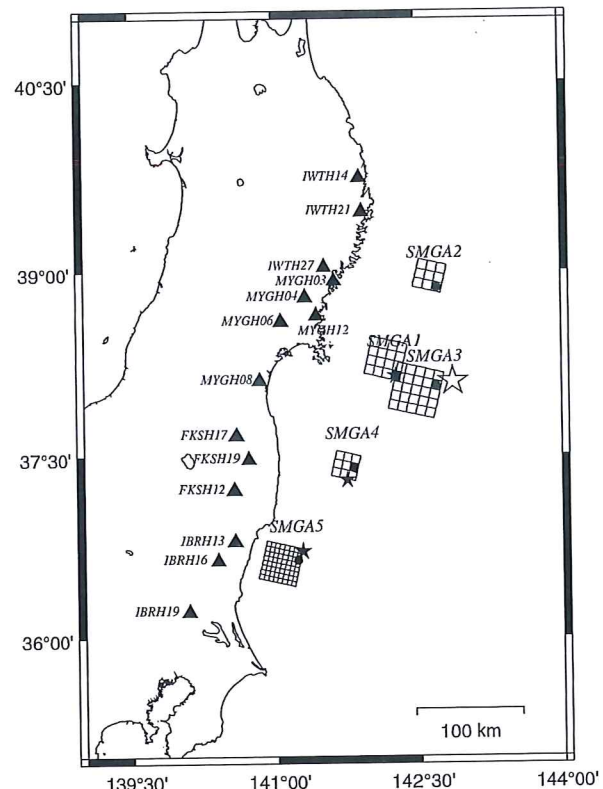 40°30'
IWTH14
IWTH21
SMGA2
IWTH27
39°00'
MYGH03
MYGH04
MYGH06
MYGH12
SMGA1
SMGA3
MYGH08
FKSH17
SMGA4
37°30'
FKSH19
FKSH12
SMGA5
IBRH13
IBRH16
IBRH19
36°00'
100 km
139°30'
141°00'
142°30'
144°00'